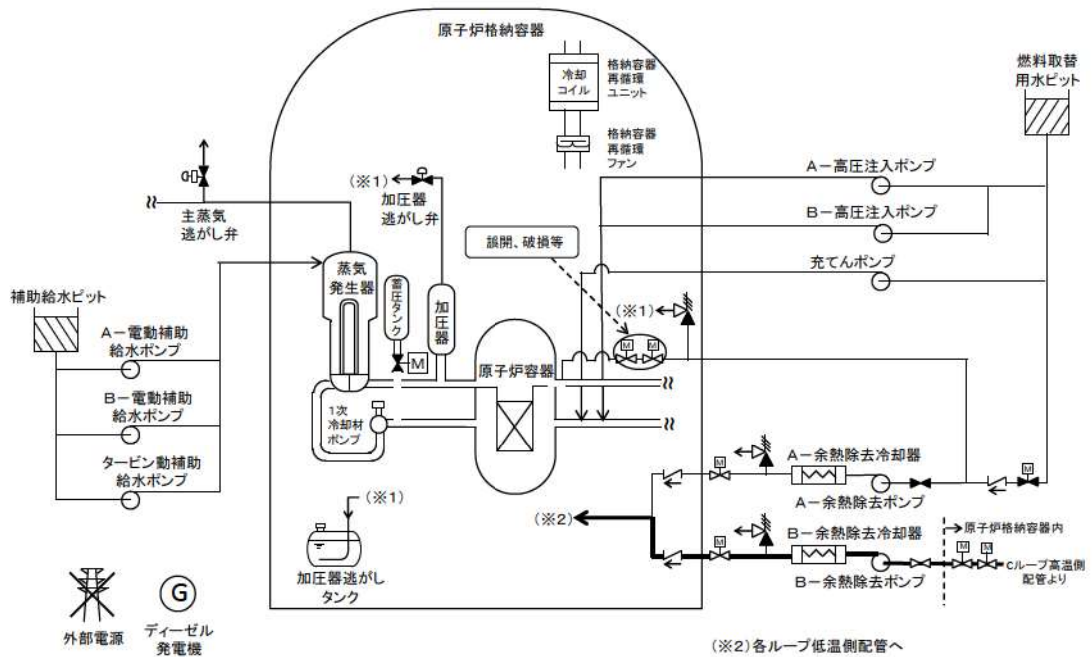 原子炉格納容器
冷却
コイル
格納容器
再循環
ユニット
格納容器
再循環
ファン
燃料取替
用水ピット
A-高圧注入ポンプ
B-高圧注入ポンプ
充てんポンプ
主蒸気
逃がし弁
(※1)
加圧器
逃がし弁
誤開、破損等
(※1)
蒸気
発生器
蓄圧タンク
加圧器
M
M
M
原子炉容器
1次
冷却材
ポンプ
補助給水ピット
A-電動補助
給水ポンプ
B-電動補助
給水ポンプ
タービン動補助
給水ポンプ
(※1)
加圧器逃がし
タンク
M
A-余熱除去冷却器
A-余熱除去ポンプ
M
(※2)
M
B-余熱除去冷却器
B-余熱除去ポンプ
原子炉格納容器内
M
M
Cループ高温側
配管より
外部電源
G
ディーゼル
発電機
(※2)各ループ低温側配管へ